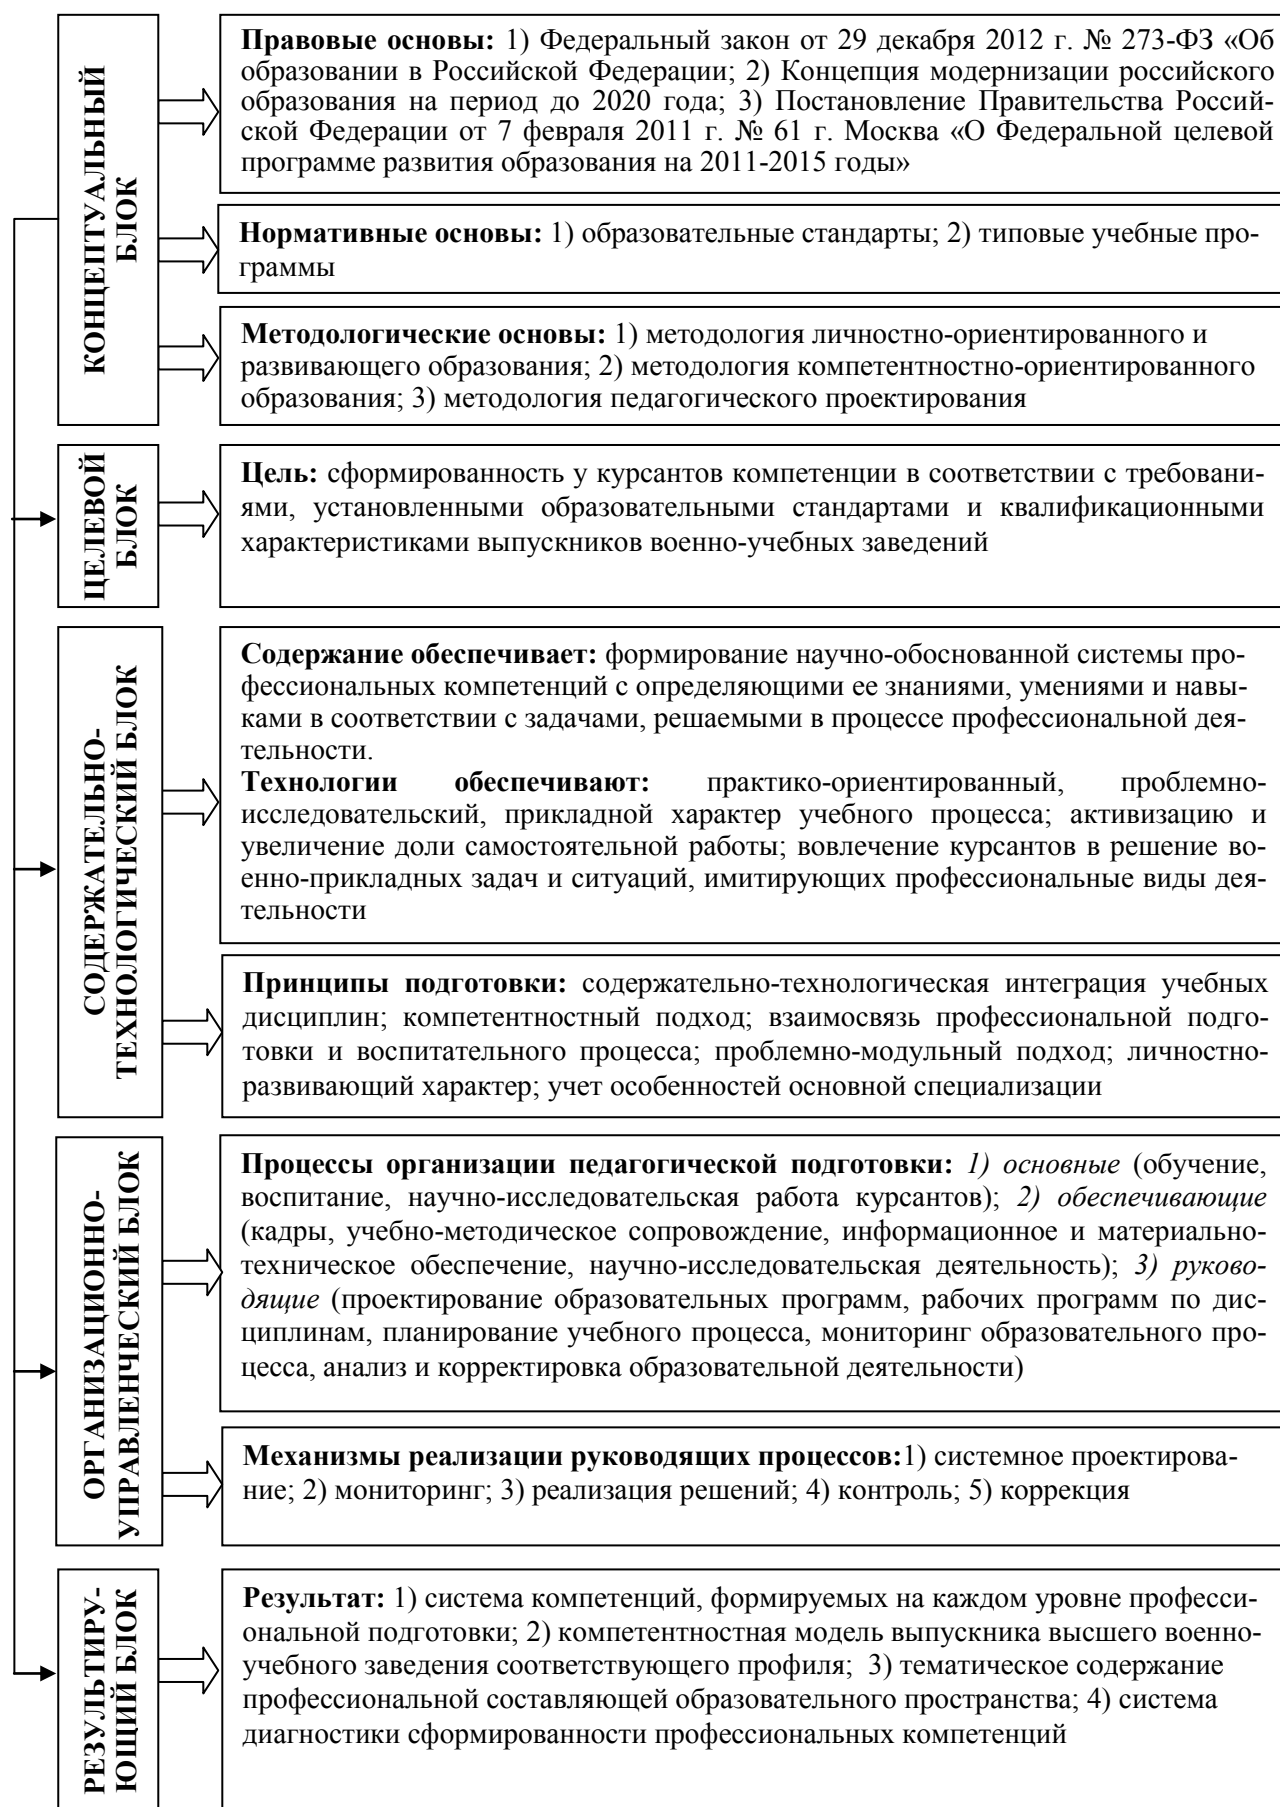 КОНЦЕПТУАЛЬНЫЙ
БЛОК
Правовые основы: 1) Федеральный закон от 29 декабря 2012 г. № 273-ФЗ «Об
образовании в Российской Федерации; 2) Концепция модернизации российского
образования на период до 2020 года; 3) Постановление Правительства Россий-
ской Федерации от 7 февраля 2011 г. № 61 г. Москва «О Федеральной целевой
программе развития образования на 2011-2015 годы»
Нормативные основы: 1) образовательные стандарты; 2) типовые учебные про-
граммы
Методологические основы: 1) методология личностно-ориентированного и
развивающего образования; 2) методология компетентностно-ориентированного
образования; 3) методология педагогического проектирования
ЦЕЛЕВОЙ
БЛОК
Цель: сформированность у курсантов компетенции в соответствии с требовани-
ями, установленными образовательными стандартами и квалификационными
характеристиками выпускников военно-учебных заведений
СОДЕРЖАТЕЛЬНО-
ТЕХНОЛОГИЧЕСКИЙ БЛОК
Содержание обеспечивает: формирование научно-обоснованной системы про-
фессиональных компетенций с определяющими ее знаниями, умениями и навы-
ками в соответствии с задачами, решаемыми в процессе профессиональной дея-
тельности.
Технологии обеспечивают: практико-ориентированный, проблемно-
исследовательский, прикладной характер учебного процесса; активизацию и
увеличение доли самостоятельной работы; вовлечение курсантов в решение во-
енно-прикладных задач и ситуаций, имитирующих профессиональные виды дея-
тельности
Принципы подготовки: содержательно-технологическая интеграция учебных
дисциплин; компетентностный подход; взаимосвязь профессиональной подго-
товки и воспитательного процесса; проблемно-модульный подход; личностно-
развивающий характер; учет особенностей основной специализации
ОРГАНИЗАЦИОННО-
УПРАВЛЕНЧЕСКИЙ БЛОК
Процессы организации педагогической подготовки: 1) основные (обучение,
воспитание, научно-исследовательская работа курсантов); 2) обеспечивающие
(кадры, учебно-методическое сопровождение, информационное и материально-
техническое обеспечение, научно-исследовательская деятельность); 3) руково-
дящие (проектирование образовательных программ, рабочих программ по дис-
циплинам, планирование учебного процесса, мониторинг образовательного про-
цесса, анализ и корректировка образовательной деятельности)
Механизмы реализации руководящих процессов:1) системное проектирова-
ние; 2) мониторинг; 3) реализация решений; 4) контроль; 5) коррекция
РЕЗУЛЬТИРУ-
ЮЩИЙ БЛОК
Результат: 1) система компетенций, формируемых на каждом уровне професси-
ональной подготовки; 2) компетентностная модель выпускника высшего военно-
учебного заведения соответствующего профиля; 3) тематическое содержание
профессиональной составляющей образовательного пространства; 4) система
диагностики сформированности профессиональных компетенций